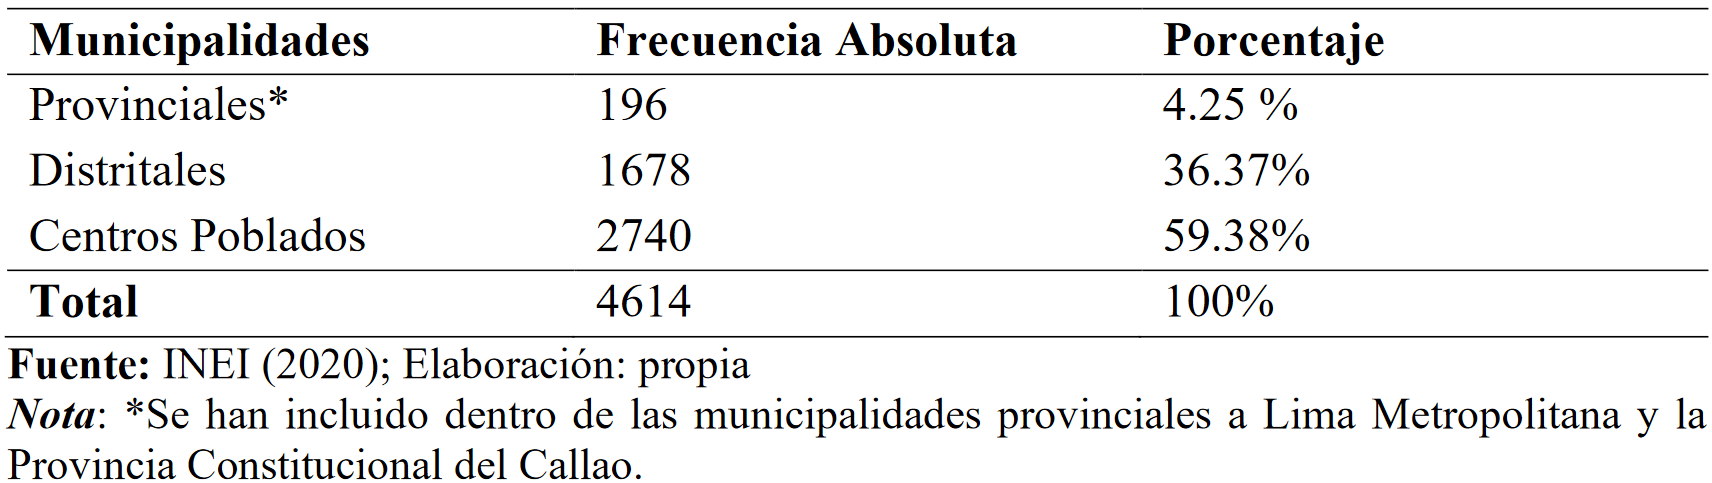 Municipalidades Frecuencia Absoluta Porcentaje
Provinciales* 196 4.25 %
Distritales 1678 36.37%
Centros Poblados 2740 59.38%
Total 4614 100%
Fuente: INEI (2020); Elaboración: propia
Nota: *Se han incluido dentro de las municipalidades provinciales a Lima Metropolitana y la
Provincia Constitucional del Callao.